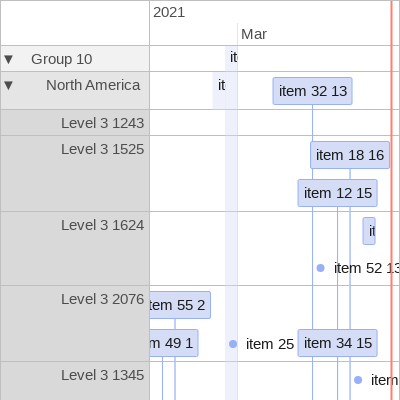 2021
Mar
▼ Group 10
it
▼ North America
it
item 32 13
Level 3 1243
Level 3 1525
item 18 16
item 12 15
Level 3 1624
it
item 52 13
Level 3 2076
item 55 2
m 49 1
item 25
item 34 15
Level 3 1345
item